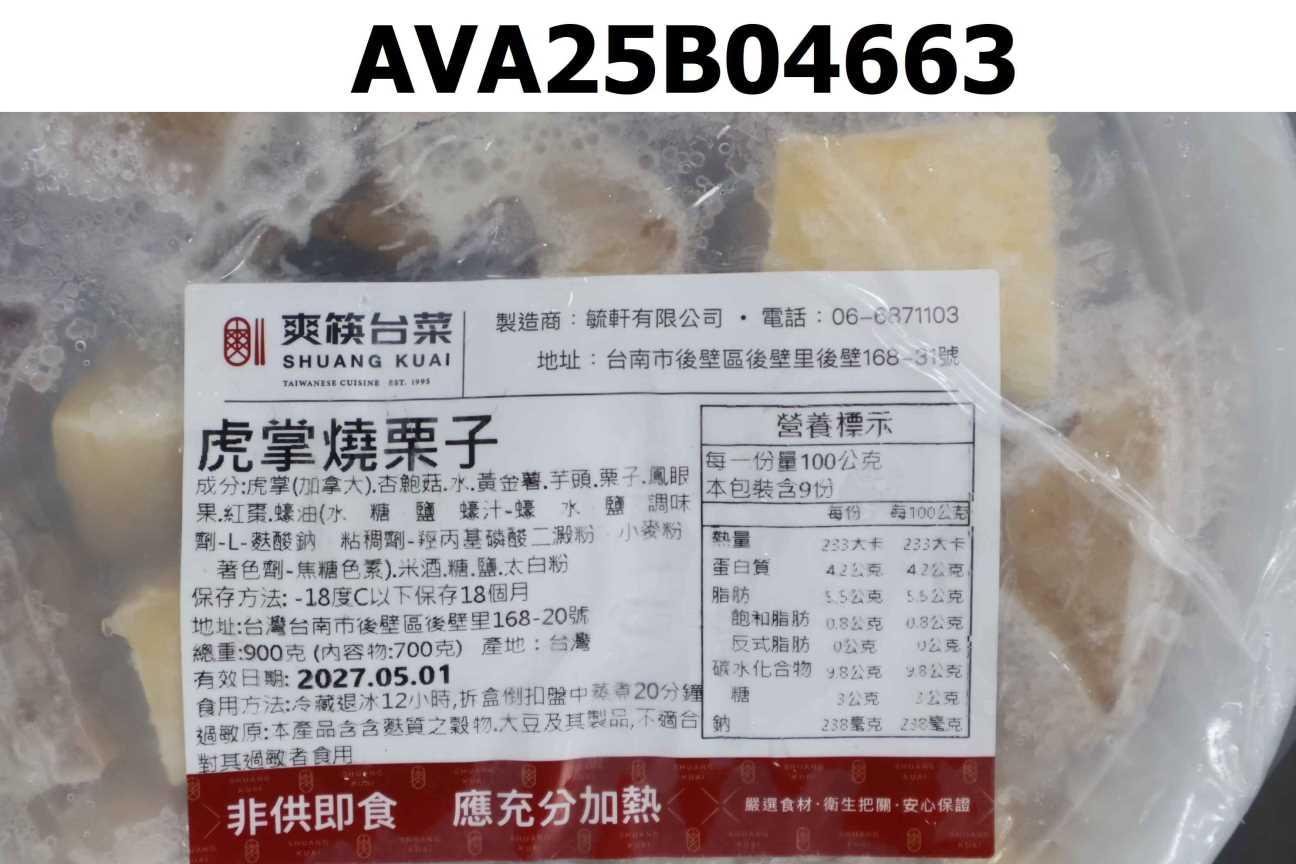 AVA25B04663
爽筷台菜
SHUANG KUAI
TAIWANESE CUISINE EST. 1995
製造商：毓軒有限公司 · 電話：06-6871103
地址：台南市後壁區後壁里後壁168-31號
虎掌燒栗子
成分:虎掌(加拿大).杏鮑菇.水.黃金薯.芋頭.栗子.鳳眼
果.紅棗.蠔油(水 糖 鹽 蠔汁-蠔 水 鹽 調味
劑-L-麩酸鈉 粘稠劑-羥丙基磷酸二澱粉 小麥粉
著色劑-焦糖色素).米酒.糖.鹽.太白粉
保存方法: -18度C以下保存18個月
地址:台灣台南市後壁區後壁里168-20號
總重:900克 (內容物:700克) 產地：台灣
有效日期: 2027.05.01
食用方法:冷藏退冰12小時,拆盒倒扣盤中蒸煮20分鐘
過敏原:本產品含含麩質之穀物.大豆及其製品,不適合
對其過敏者食用
營養標示
每一份量100公克
本包裝含9份
每份 每100公克
熱量 233大卡 233大卡
蛋白質 4.2公克 4.2公克
脂肪 5.5公克 5.5公克
飽和脂肪 0.8公克 0.8公克
反式脂肪 0公克 0公克
碳水化合物 9.8公克 9.8公克
糖 3公克 3公克
鈉 238毫克 238毫克
非供即食 應充分加熱
嚴選食材·衛生把關·安心保證